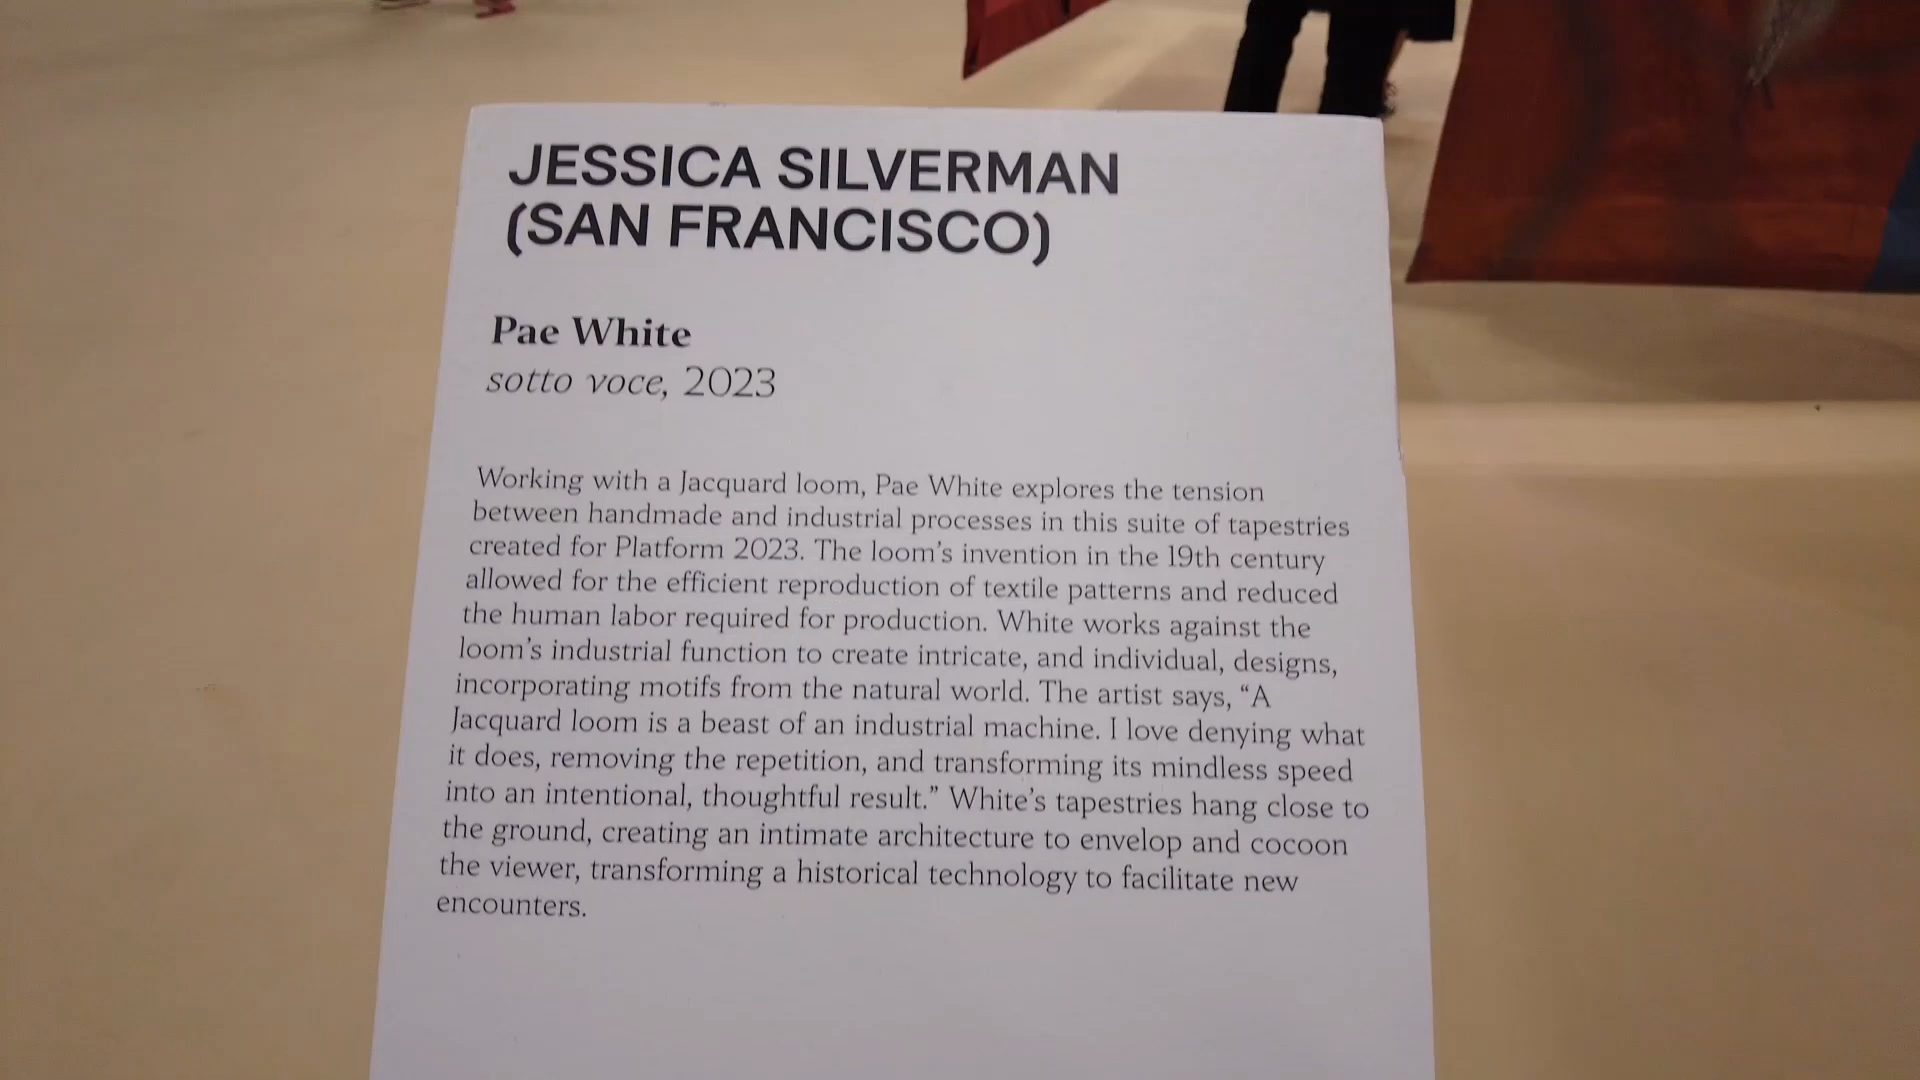 JESSICA SILVERMAN
(SAN FRANCISCO)
Pae White
sotto voce, 2023
Working with a Jacquard loom, Pae White explores the tension
between handmade and industrial processes in this suite of tapestries
created for Platform 2023. The loom’s invention in the 19th century
allowed for the efficient reproduction of textile patterns and reduced
the human labor required for production. White works against the
loom’s industrial function to create intricate, and individual, designs,
incorporating motifs from the natural world. The artist says, “A
Jacquard loom is a beast of an industrial machine. I love denying what
it does, removing the repetition, and transforming its mindless speed
into an intentional, thoughtful result.” White’s tapestries hang close to
the ground, creating an intimate architecture to envelop and cocoon
the viewer, transforming a historical technology to facilitate new
encounters.